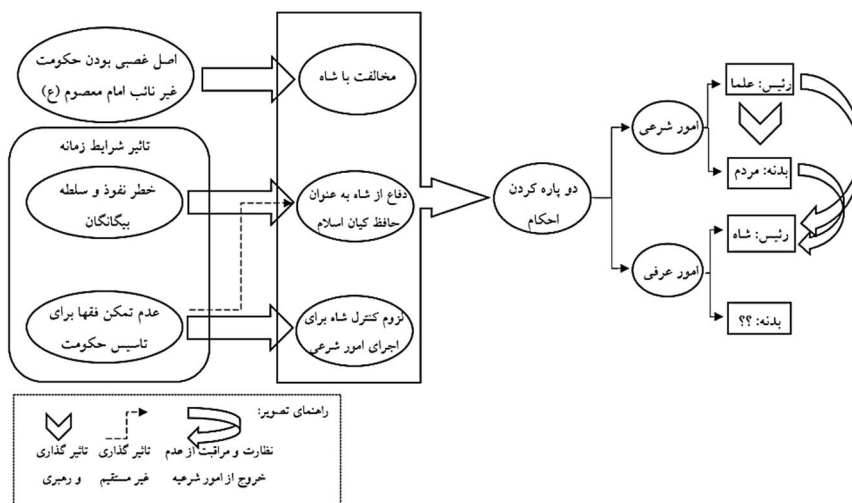 اصل غصبی بودن حکومت
غیر نائب امام معصوم (ع)
مخالفت با شاه
تاثیر شرایط زمانه
خطر نفوذ و سلطه
بیگانگان
دفاع از شاه به عنوان
حافظ کیان اسلام
عدم تمکن فقها برای
تاسیس حکومت
لزوم کنترل شاه برای
اجرای امور شرعی
دو پاره کردن
احکام
امور شرعی
امور عرفی
رئیس: علما
بدنه: مردم
رئیس: شاه
بدنه: ؟؟
راهنمای تصویر:
نظارت و مراقبت از عدم
خروج از امور شرعیه
تاثیر گذاری
غیر مستقیم
تاثیر گذاری
و رهبری